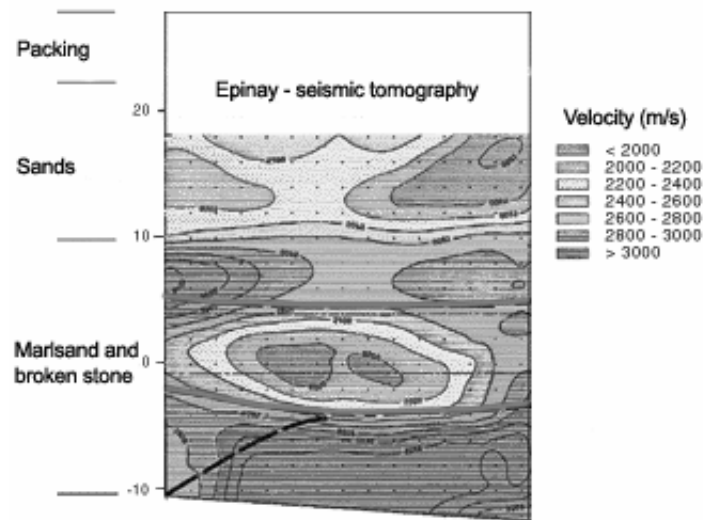 Packing
Epinay - seismic tomography
20
Velocity (m/s)
< 2000
2000 - 2200
Sands
2200 - 2400
2400 - 2600
2600 - 2800
2800 - 3000
10
> 3000
Marlsand and
broken stone
0
-10